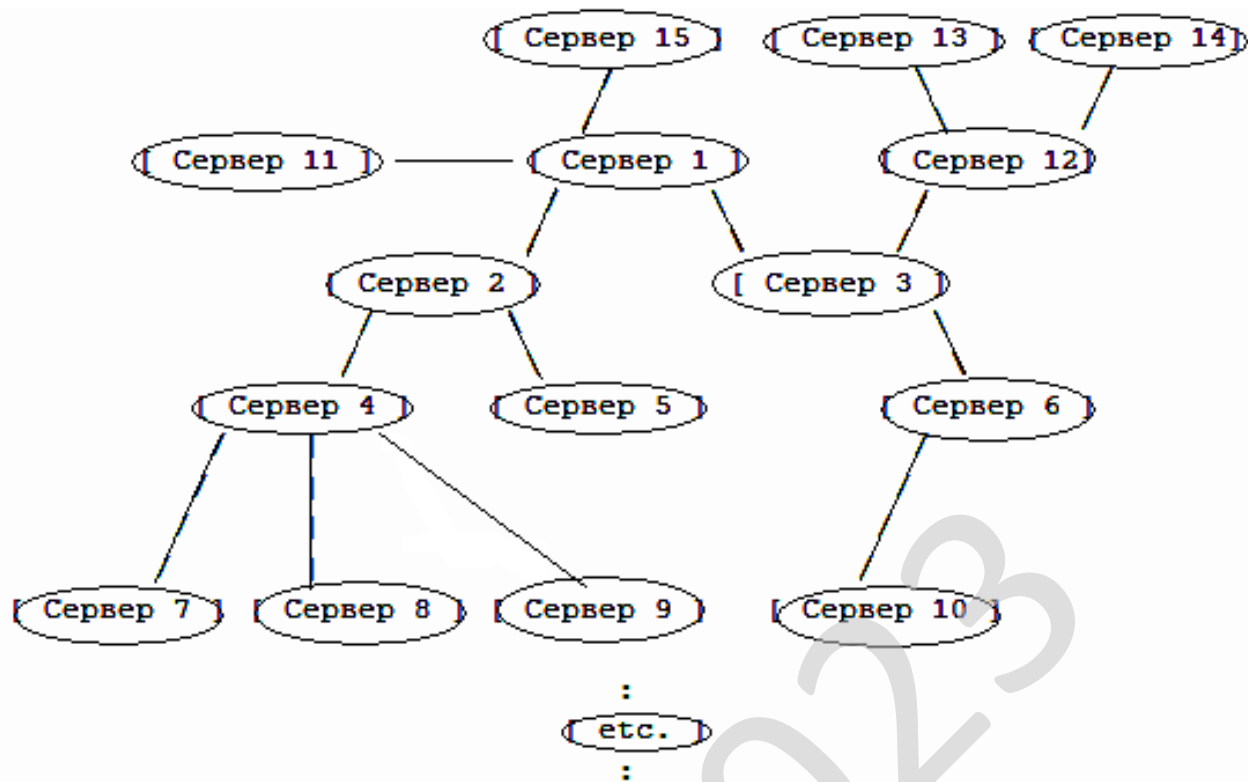 [ Сервер 15 ] [ Сервер 13 ] [ Сервер 14 ]
[ Сервер 11 ] [ Сервер 1 ] [ Сервер 12]
[ Сервер 2 ] [ Сервер 3 ]
[ Сервер 4 ] [ Сервер 5 ] [ Сервер 6 ]
[ Сервер 7 ] [ Сервер 8 ] [ Сервер 9 ] [ Сервер 10 ]
:
[ etc. ]
:
023